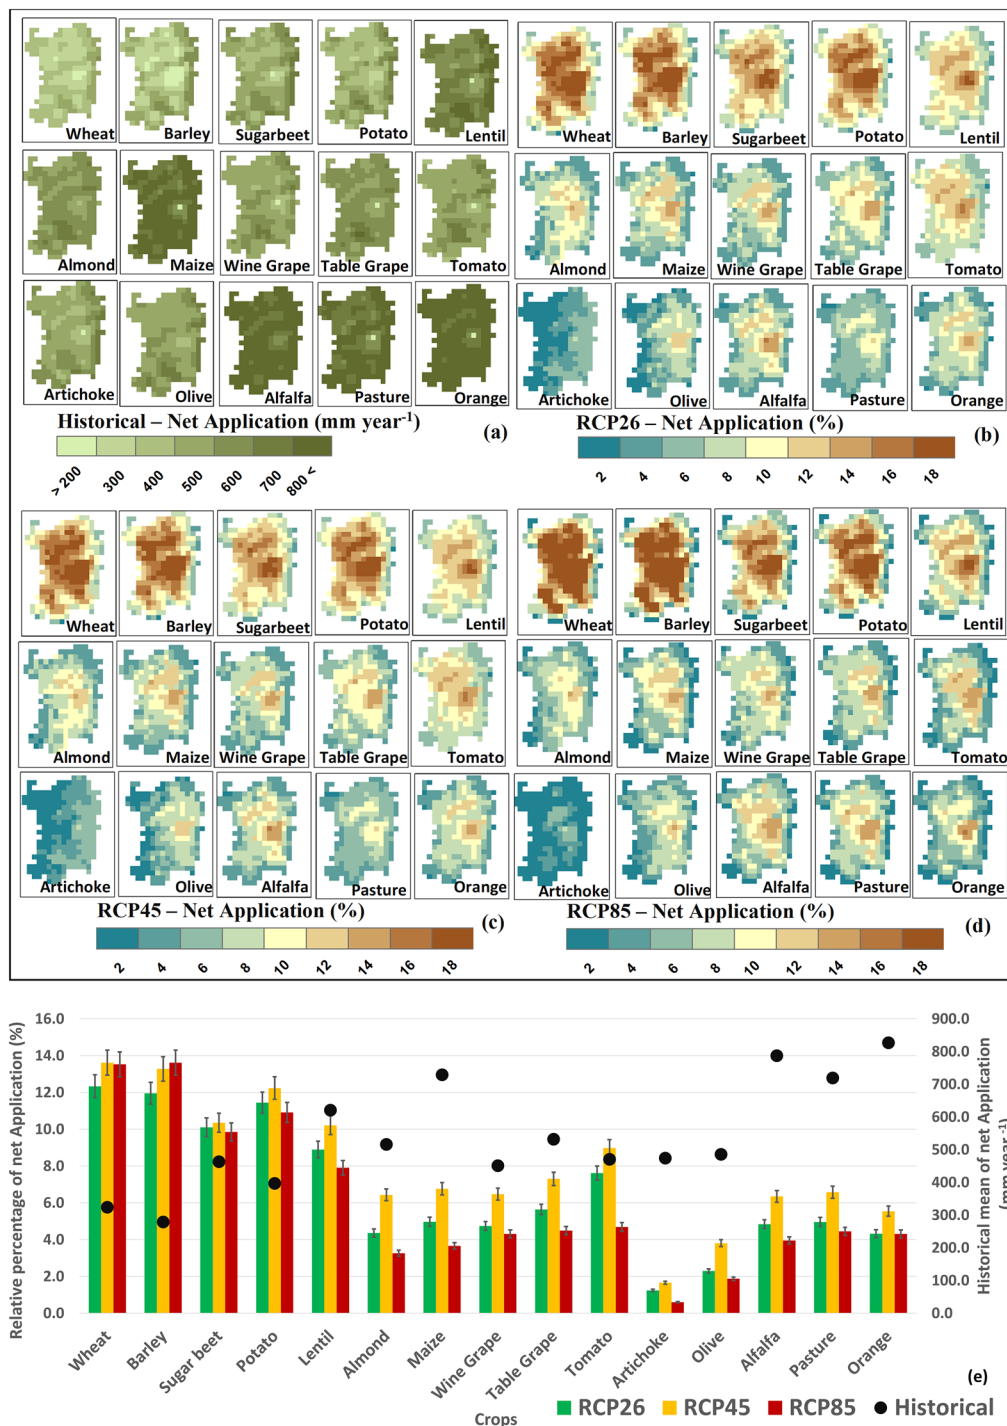 Wheat Barley Sugarbeet Potato Lentil
Almond Maize Wine Grape Table Grape Tomato
Artichoke Olive Alfalfa Pasture Orange
Historical – Net Application (mm year-1) (a)
> 200 300 400 500 600 700 800 <
Wheat Barley Sugarbeet Potato Lentil
Almond Maize Wine Grape Table Grape Tomato
Artichoke Olive Alfalfa Pasture Orange
RCP26 – Net Application (%) (b)
2 4 6 8 10 12 14 16 18
Wheat Barley Sugarbeet Potato Lentil
Almond Maize Wine Grape Table Grape Tomato
Artichoke Olive Alfalfa Pasture Orange
RCP45 – Net Application (%) (c)
2 4 6 8 10 12 14 16 18
Wheat Barley Sugarbeet Potato Lentil
Almond Maize Wine Grape Table Grape Tomato
Artichoke Olive Alfalfa Pasture Orange
RCP85 – Net Application (%) (d)
2 4 6 8 10 12 14 16 18
Relative percentage of net Application (%)
16.0
14.0
12.0
10.0
8.0
6.0
4.0
2.0
0.0
900.0
800.0
700.0
600.0
500.0
400.0
300.0
200.0
100.0
0.0
Historical mean of net Application
(mm year-1)
Wheat Barley Sugar beet Potato Lentil Almond Maize Wine Grape Table Grape Tomato Artichoke Olive Alfalfa Pasture Orange
(e)
RCP26 RCP45 RCP85 Historical
Crops